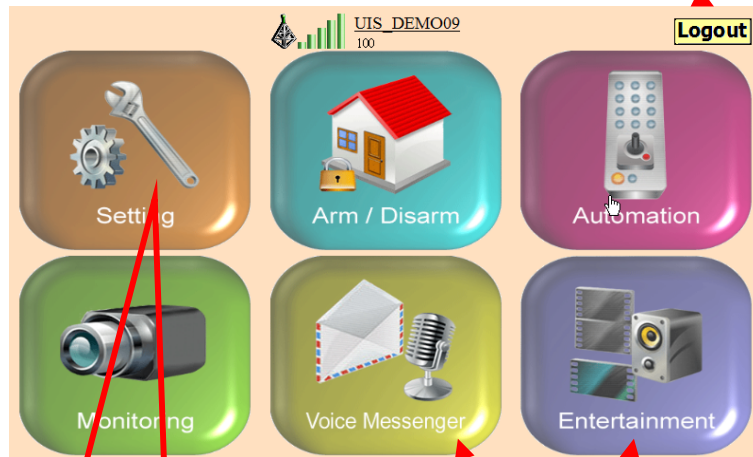 UIS_DEMO09
100
Logout
Setting
Arm / Disarm
Automation
Monitoring
Voice Messenger
Entertainment